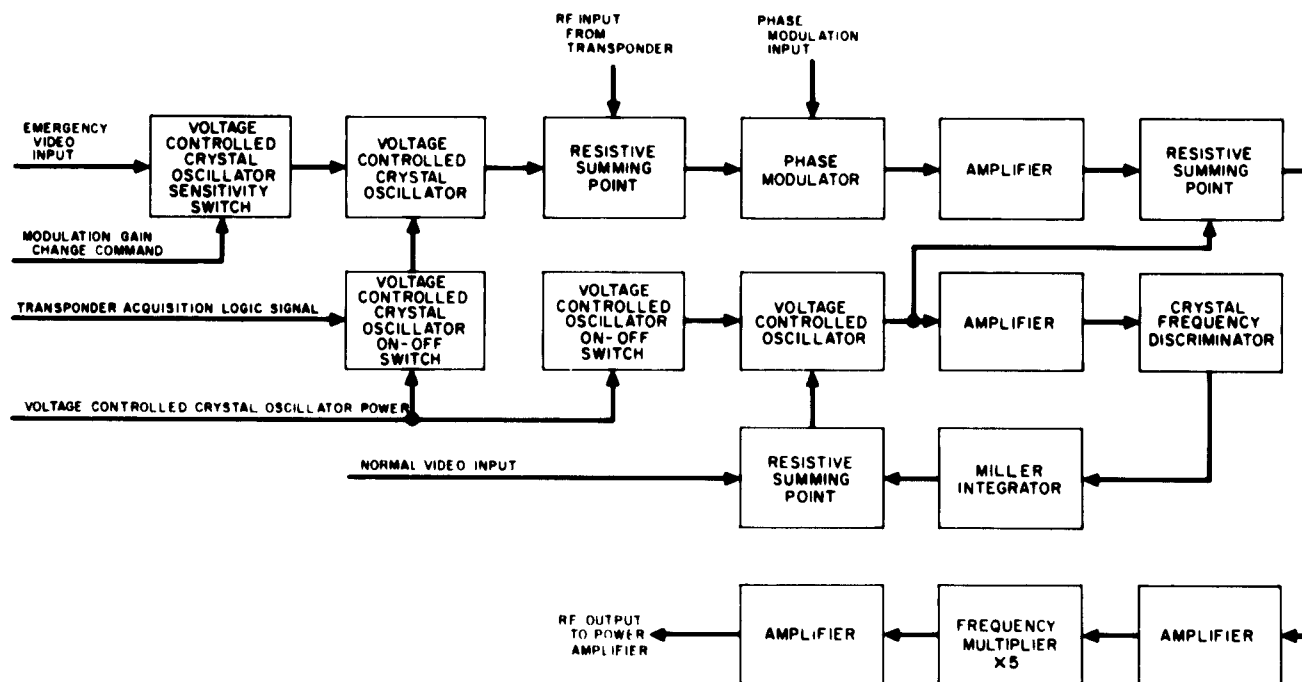 RF INPUT
FROM
TRANSPONDER
PHASE
MODULATION
INPUT
EMERGENCY
VIDEO
INPUT
VOLTAGE
CONTROLLED
CRYSTAL
OSCILLATOR
SENSITIVITY
SWITCH
VOLTAGE
CONTROLLED
CRYSTAL
OSCILLATOR
RESISTIVE
SUMMING
POINT
PHASE
MODULATOR
AMPLIFIER
RESISTIVE
SUMMING
POINT
MODULATION GAIN
CHANGE COMMAND
TRANSPONDER ACQUISITION LOGIC SIGNAL
VOLTAGE
CONTROLLED
CRYSTAL
OSCILLATOR
ON-OFF
SWITCH
VOLTAGE
CONTROLLED
OSCILLATOR
ON-OFF
SWITCH
VOLTAGE
CONTROLLED
OSCILLATOR
AMPLIFIER
CRYSTAL
FREQUENCY
DISCRIMINATOR
VOLTAGE CONTROLLED CRYSTAL OSCILLATOR POWER
NORMAL VIDEO INPUT
RESISTIVE
SUMMING
POINT
MILLER
INTEGRATOR
RF OUTPUT
TO POWER
AMPLIFIER
AMPLIFIER
FREQUENCY
MULTIPLIER
X5
AMPLIFIER